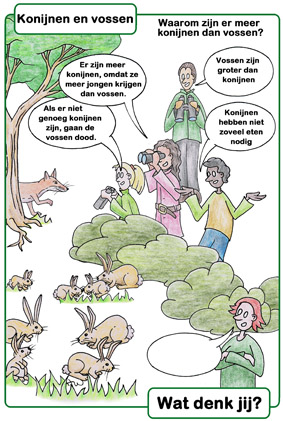 Konijnen en vossen
Waarom zijn er meer
konijnen dan vossen?
Er zijn meer
konijnen, omdat ze
meer jongen krijgen
dan vossen.
Vossen zijn
groter dan
konijnen
Als er niet
genoeg konijnen
zijn, gaan de
vossen dood.
Konijnen
hebben niet
zoveel eten
nodig
Wat denk jij?